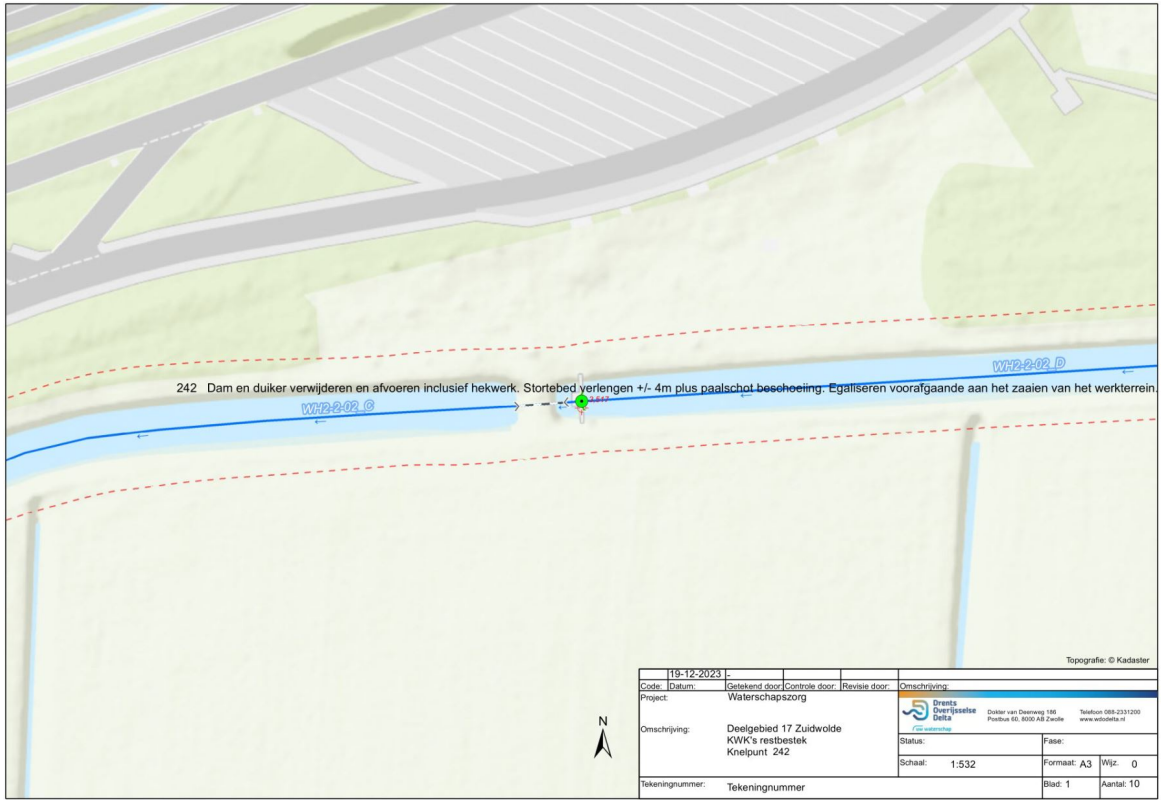 WH2-2-02_D
242 Dam en duiker verwijderen en afvoeren inclusief hekwerk. Stortebed verlengen +/- 4m plus paalschot beschoeiing. Egaliseren voorafgaande aan het zaaien van het werkterrein.
WH2-2-02_C
Topografie: © Kadaster
19-12-2023 -
Code: Datum: Getekend door: Controle door: Revisie door: Omschrijving:
Project: Waterschapszorg
Omschrijving: Deelgebied 17 Zuidwolde
KWK's restbestek
Knelpunt 242
Drents
Overijsselse
Delta
uw waterschap
Dokter van Deenweg 186
Postbus 60, 8000 AB Zwolle
Telefoon 088-2331200
www.wdodelta.nl
Status: Fase:
Schaal: 1:532 Formaat: A3 Wijz. 0
Tekeningnummer: Tekeningnummer Blad: 1 Aantal: 10
N